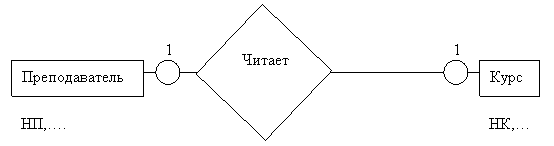 1
1
Читает
Преподаватель
Курс
НП,....
НК,...